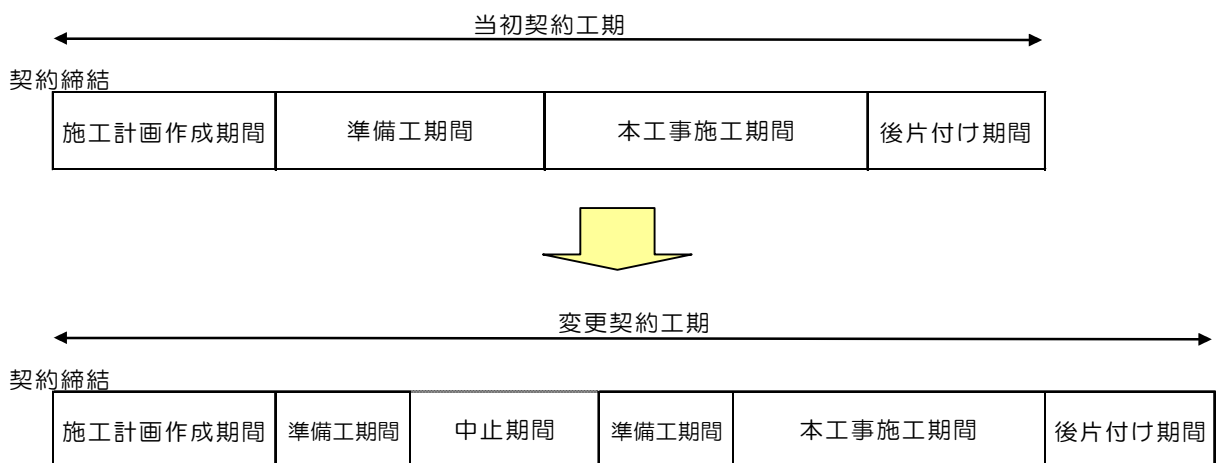 当初契約工期
契約締結
施工計画作成期間 準備工期間 本工事施工期間 後片付け期間
変更契約工期
契約締結
施工計画作成期間 準備工期間 中止期間 準備工期間 本工事施工期間 後片付け期間